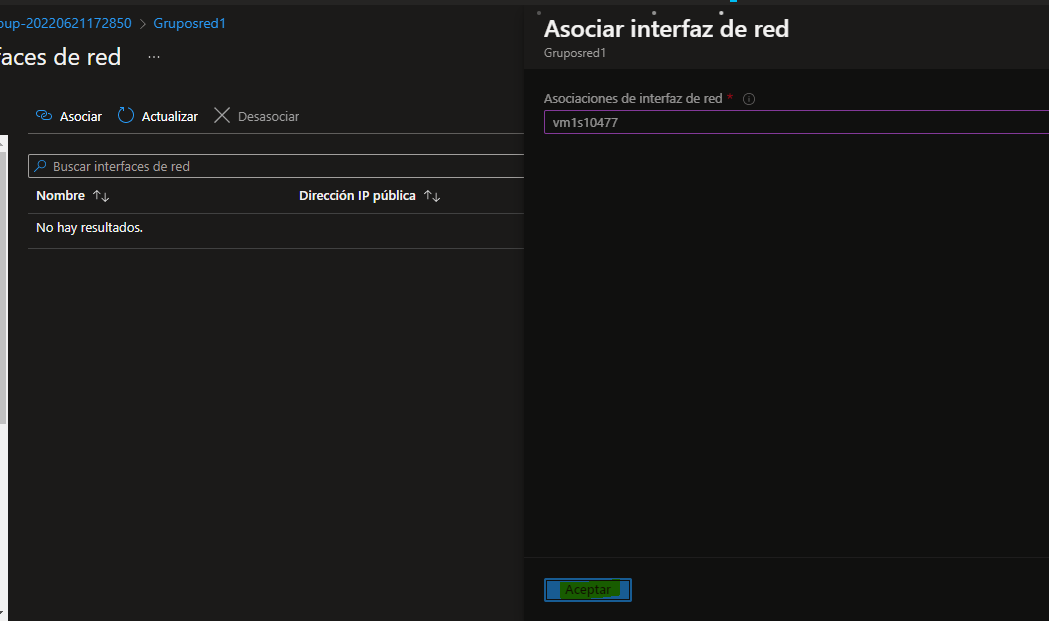 oup-20220621172850 > Gruposred1
faces de red ...
Asociar Actualizar Desasociar
Buscar interfaces de red
Nombre ↑↓ Dirección IP pública ↑↓
No hay resultados.
Asociar interfaz de red
Gruposred1
Asociaciones de interfaz de red *
vm1s10477
Aceptar